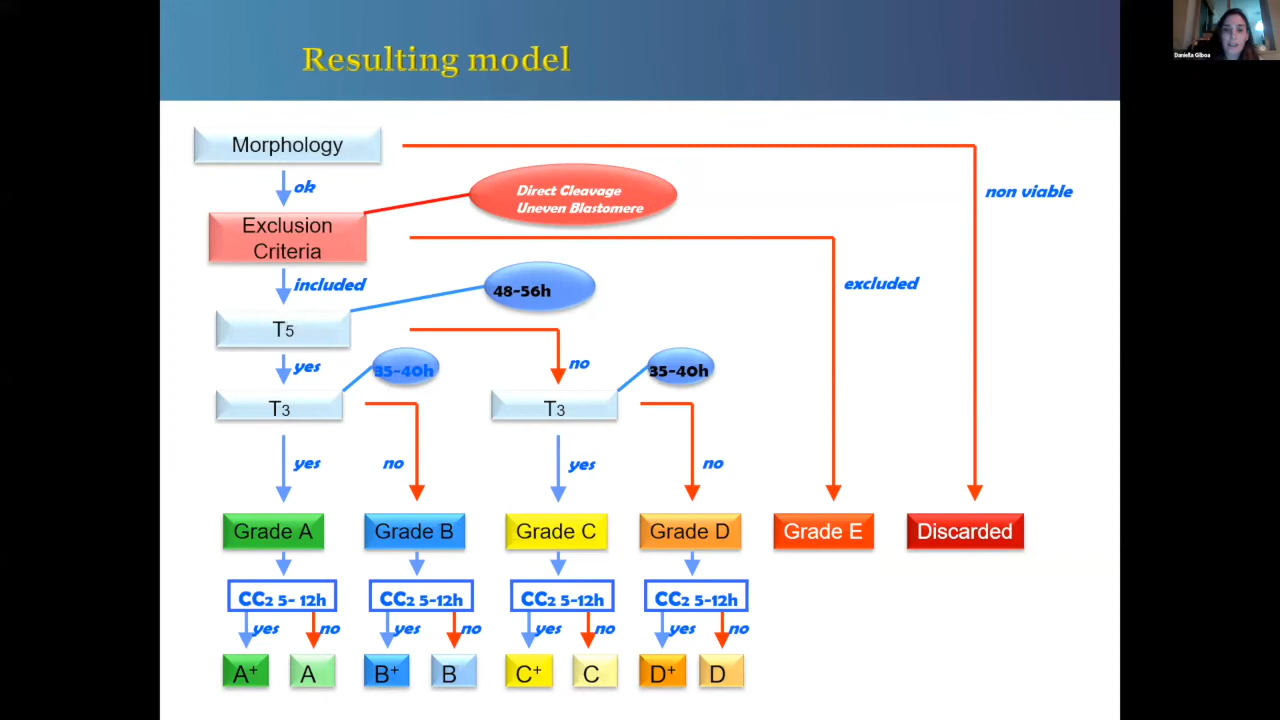 Resulting model
Daniella Gilboa
Morphology
ok
non viable
Direct Cleavage
Uneven Blastomere
Exclusion
Criteria
included
excluded
48-56h
T5
yes
no
35-40h
35-40h
T3
T3
yes
no
yes
no
Grade A
Grade B
Grade C
Grade D
Grade E
Discarded
CC2 5- 12h
CC2 5-12h
CC2 5-12h
CC2 5-12h
yes
no
yes
no
yes
no
yes
no
A+
A
B+
B
C+
C
D+
D